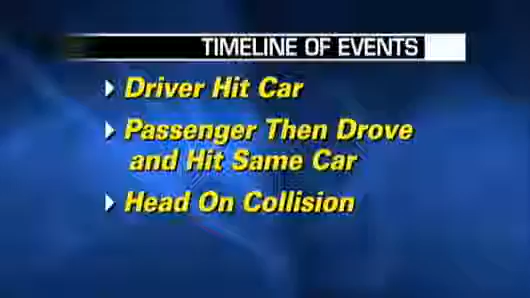 TIMELINE OF EVENTS
Driver Hit Car
Passenger Then Drove
and Hit Same Car
Head On Collision